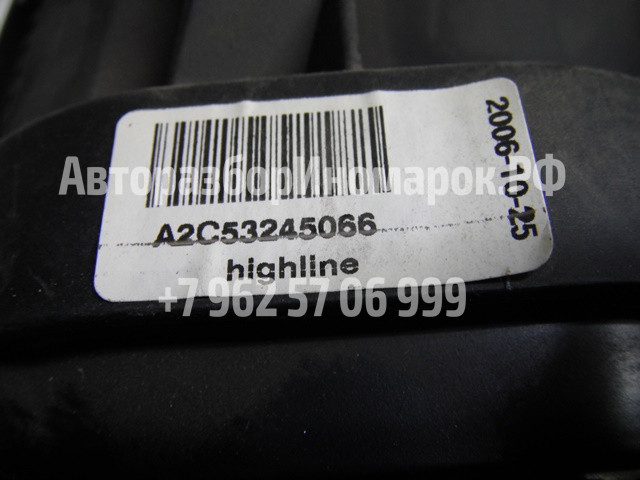 2006-10-25
АвторазборИномарок.РФ
A2C53245066
highline
+7 962 57 06 999